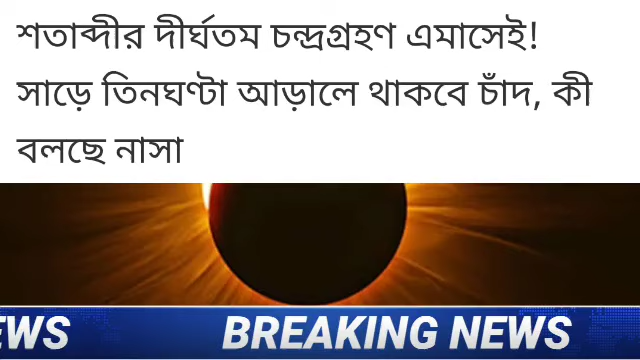 শতাব্দীর দীর্ঘতম চন্দ্রগ্রহণ এমাসেই!
সাড়ে তিনঘণ্টা আড়ালে থাকবে চাঁদ, কী
বলছে নাসা
EWS BREAKING NEWS